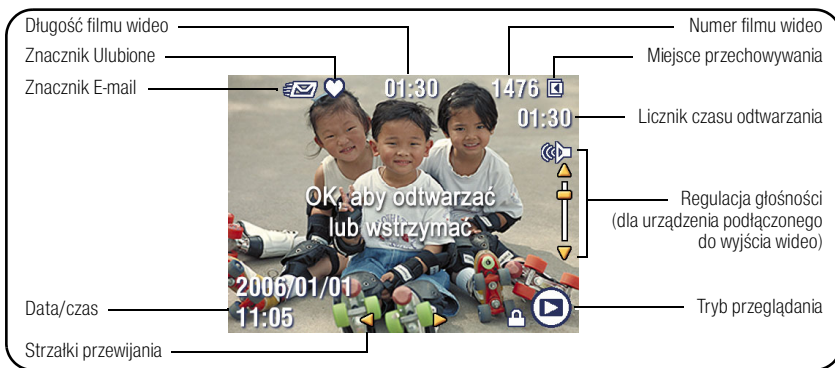 Długość filmu wideo
Numer filmu wideo
Znacznik Ulubione
Miejsce przechowywania
Znacznik E-mail
01:30
1476
01:30
Licznik czasu odtwarzania
OK, aby odtwarzać
lub wstrzymać
Regulacja głośności
(dla urządzenia podłączonego
do wyjścia wideo)
2006/01/01
11:05
Data/czas
Tryb przeglądania
Strzałki przewijania